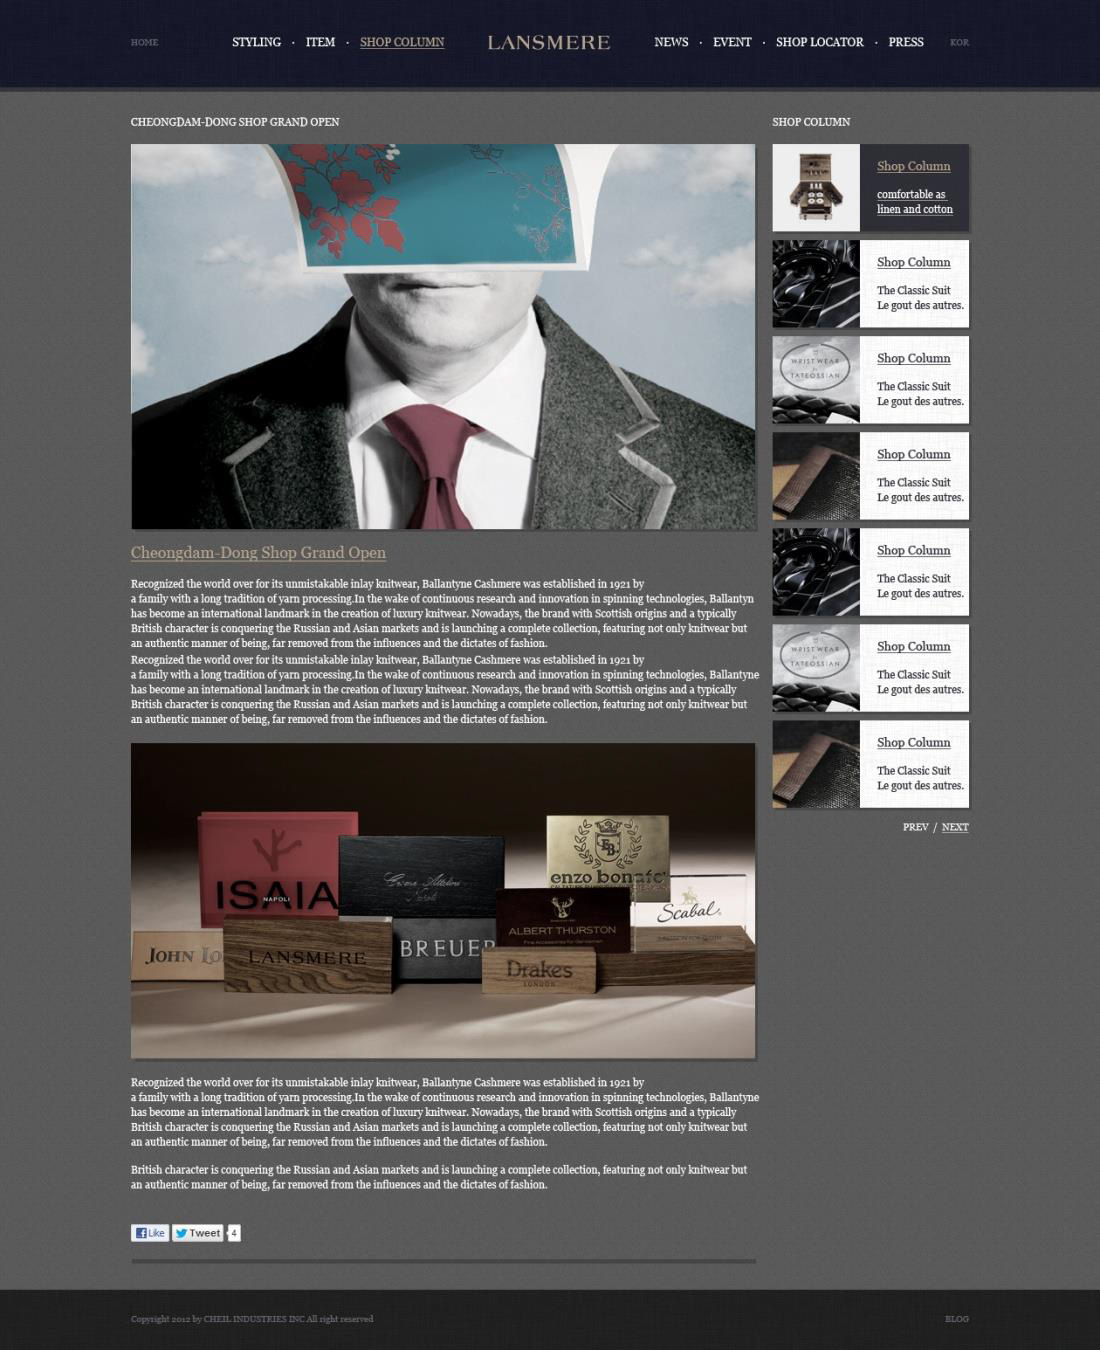 HOME
STYLING · ITEM · SHOP COLUMN
LANSMERE
NEWS · EVENT · SHOP LOCATOR · PRESS
KOR
CHEONGDAM-DONG SHOP GRAND OPEN
Cheongdam-Dong Shop Grand Open
Recognized the world over for its unmistakable inlay knitwear, Ballantyne Cashmere was established in 1921 by
a family with a long tradition of yarn processing.In the wake of continuous research and innovation in spinning technologies, Ballantyn
has become an international landmark in the creation of luxury knitwear. Nowadays, the brand with Scottish origins and a typically
British character is conquering the Russian and Asian markets and is launching a complete collection, featuring not only knitwear but
an authentic manner of being, far removed from the influences and the dictates of fashion.
Recognized the world over for its unmistakable inlay knitwear, Ballantyne Cashmere was established in 1921 by
a family with a long tradition of yarn processing.In the wake of continuous research and innovation in spinning technologies, Ballantyne
has become an international landmark in the creation of luxury knitwear. Nowadays, the brand with Scottish origins and a typically
British character is conquering the Russian and Asian markets and is launching a complete collection, featuring not only knitwear but
an authentic manner of being, far removed from the influences and the dictates of fashion.
ISAIA
NAPOLI
enzo bonafe'
EB
Scabal
ALBERT THURSTON
Fine Accessories for Gentlemen
JOHN LO
LANSMERE
BREUER
Drakes
LONDON
Recognized the world over for its unmistakable inlay knitwear, Ballantyne Cashmere was established in 1921 by
a family with a long tradition of yarn processing.In the wake of continuous research and innovation in spinning technologies, Ballantyne
has become an international landmark in the creation of luxury knitwear. Nowadays, the brand with Scottish origins and a typically
British character is conquering the Russian and Asian markets and is launching a complete collection, featuring not only knitwear but
an authentic manner of being, far removed from the influences and the dictates of fashion.
British character is conquering the Russian and Asian markets and is launching a complete collection, featuring not only knitwear but
an authentic manner of being, far removed from the influences and the dictates of fashion.
Like
Tweet
4
SHOP COLUMN
Shop Column
comfortable as
linen and cotton
Shop Column
The Classic Suit
Le gout des autres.
WRIST WEAR
by
TATEOSSIAN
Shop Column
The Classic Suit
Le gout des autres.
Shop Column
The Classic Suit
Le gout des autres.
Shop Column
The Classic Suit
Le gout des autres.
WRIST WEAR
by
TATEOSSIAN
Shop Column
The Classic Suit
Le gout des autres.
Shop Column
The Classic Suit
Le gout des autres.
PREV / NEXT
Copyright 2012 by CHEIL INDUSTRIES INC All right reserved
BLOG